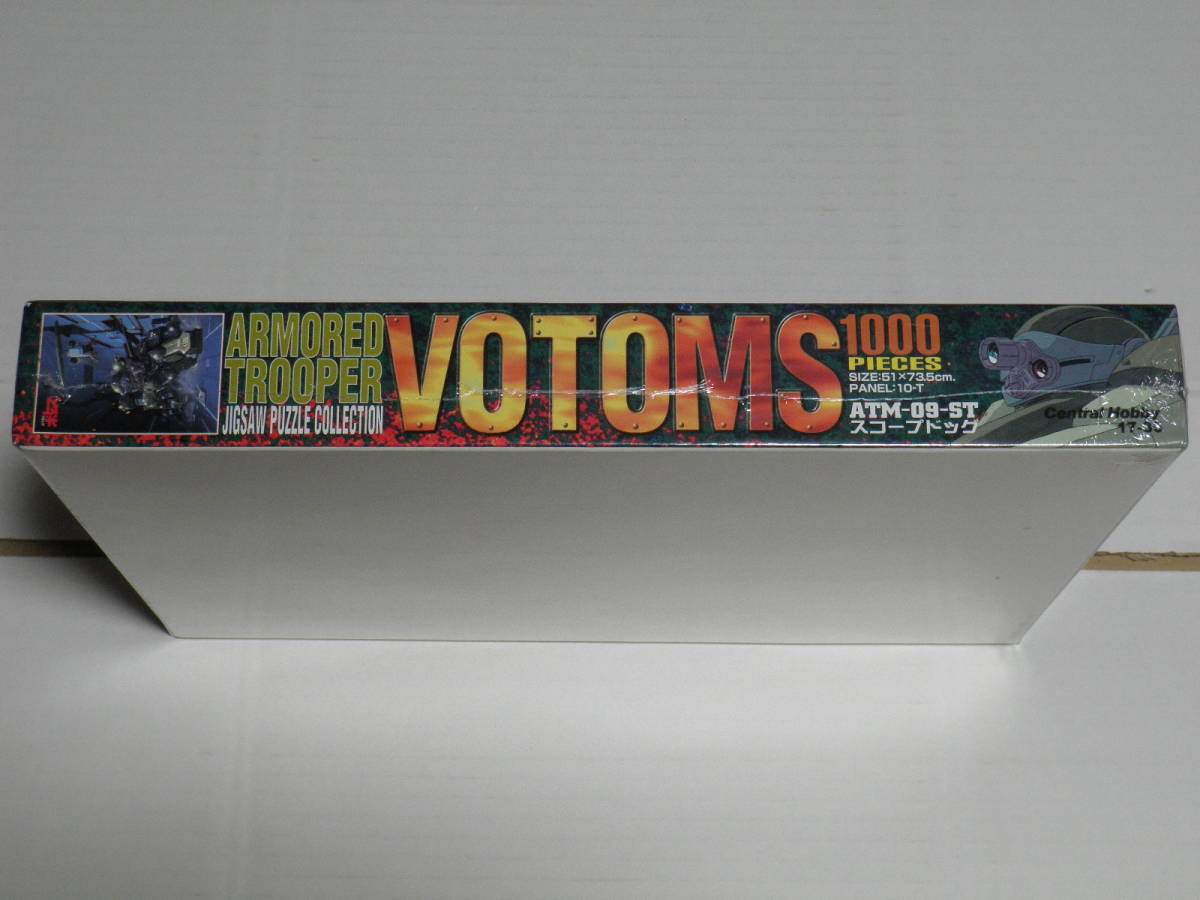 ARMORED
TROOPER
JIGSAW PUZZLE COLLECTION
VOTOMS
1000
PIECES
SIZE:51×73.5cm.
PANEL:10-T
ATM-09-ST
スコープドッグ
Central Hobby